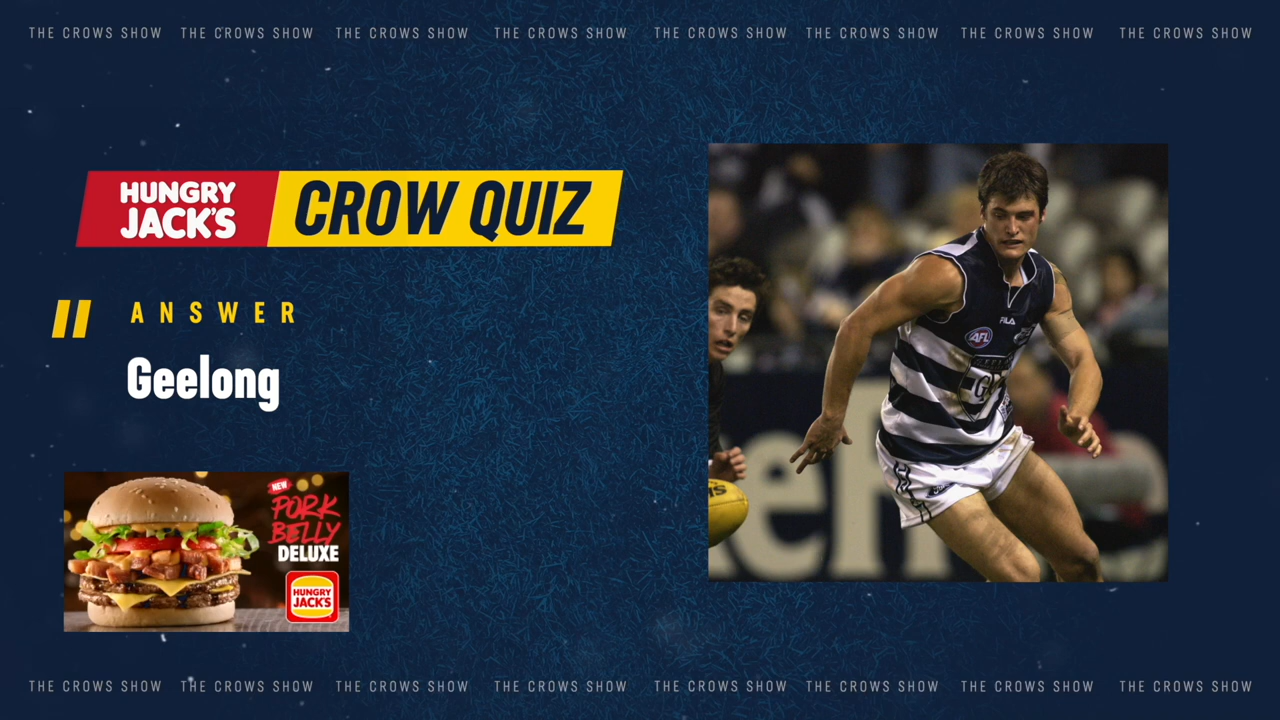 THE CROWS SHOW THE CROWS SHOW THE CROWS SHOW THE CROWS SHOW THE CROWS SHOW THE CROWS SHOW THE CROWS SHOW THE CROWS SHOW
HUNGRY
JACK'S
CROW QUIZ
ANSWER
Geelong
NEW
PORK
BELLY
DELUXE
HUNGRY
JACK'S
FILA
AFL
THE CROWS SHOW THE CROWS SHOW THE CROWS SHOW THE CROWS SHOW THE CROWS SHOW THE CROWS SHOW THE CROWS SHOW THE CROWS SHOW